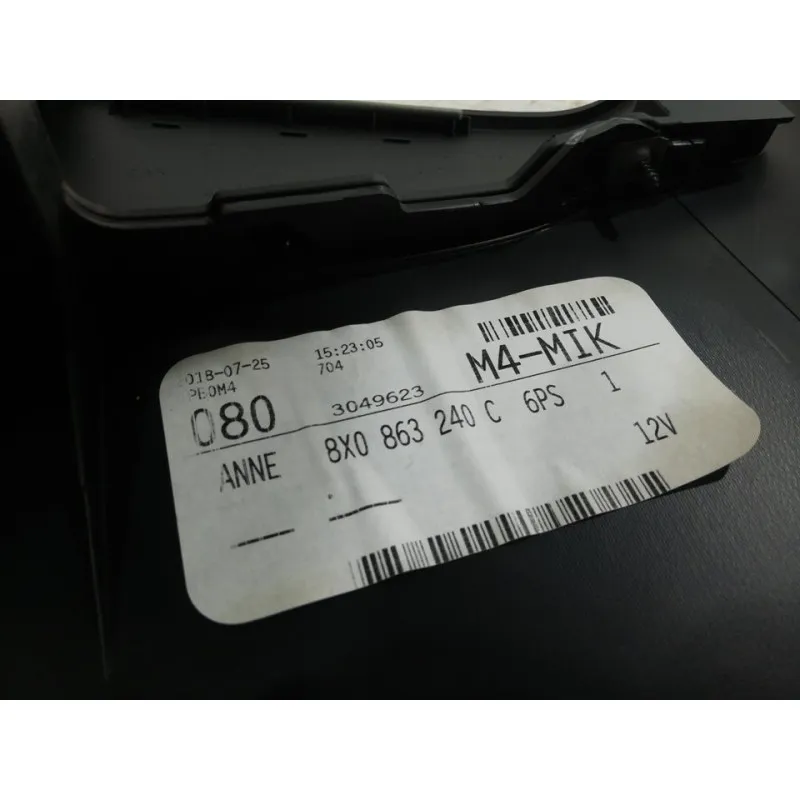 018-07-25 15:23:05
PBOM4 704 M4-MIK
080 3049623
ANNE 8X0 863 240 C 6PS 1
12V